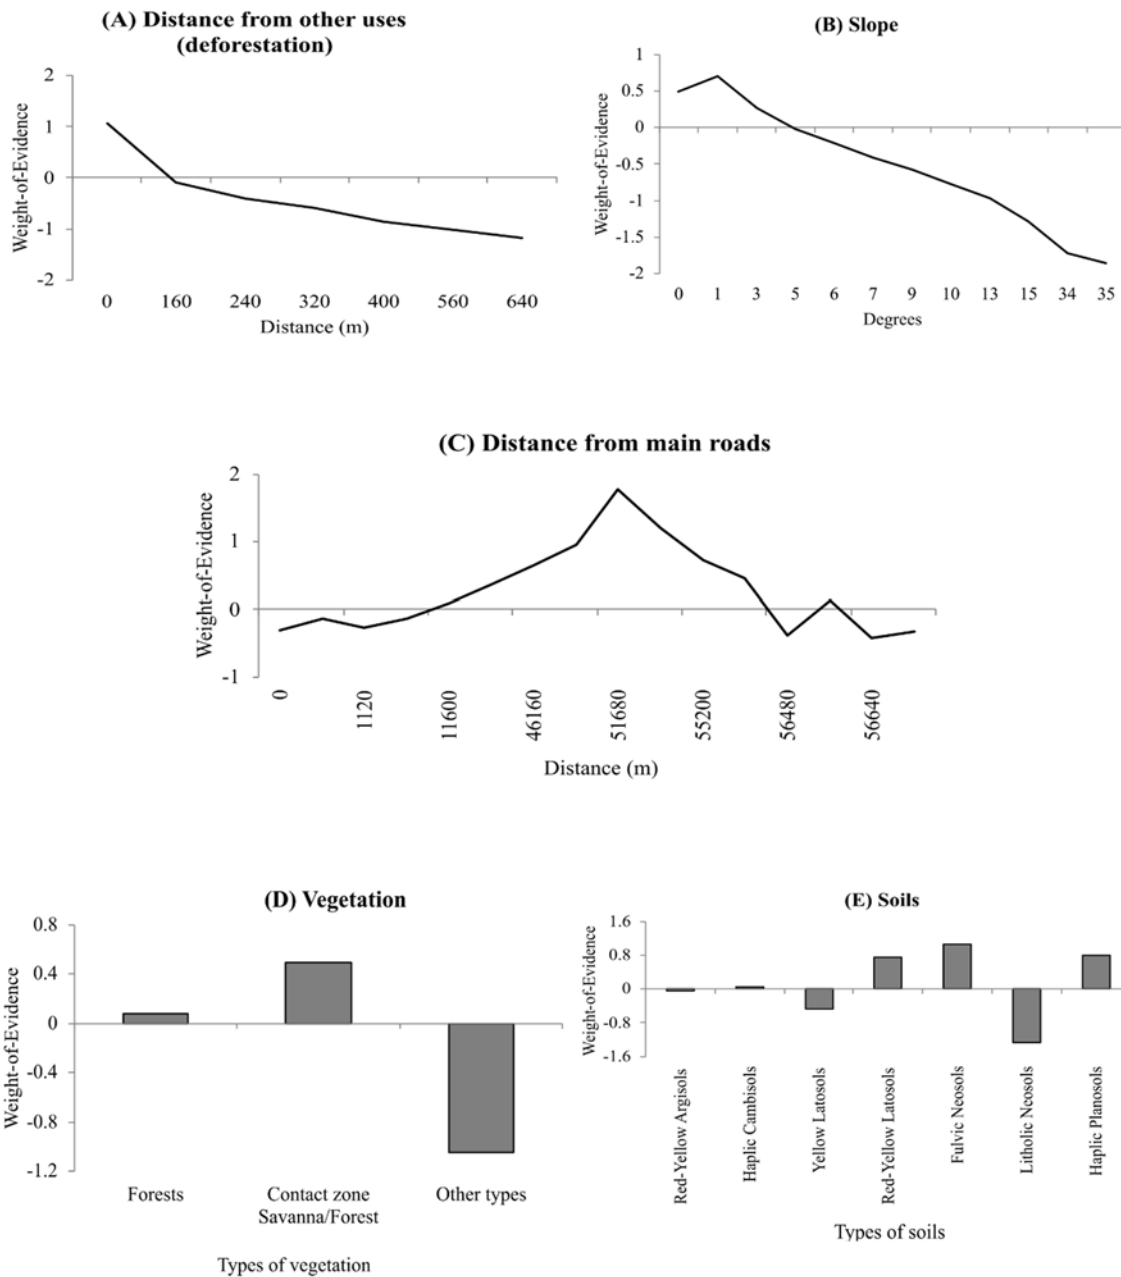 (A) Distance from other uses
(deforestation)
Weight-of-Evidence
2
1
0
-1
-2
0 160 240 320 400 560 640
Distance (m)
(B) Slope
Weight-of-Evidence
1
0.5
0
-0.5
-1
-1.5
-2
0 1 3 5 6 7 9 10 13 15 34 35
Degrees
(C) Distance from main roads
Weight-of-Evidence
2
1
0
-1
0 1120 11600 46160 51680 55200 56480 56640
Distance (m)
(D) Vegetation
Weight-of-Evidence
0.8
0.4
0
-0.4
-0.8
-1.2
Forests
Contact zone
Savanna/Forest
Other types
Types of vegetation
(E) Soils
Weight-of-Evidence
1.6
0.8
0
-0.8
-1.6
Red-Yellow Argisols
Haplic Cambisols
Yellow Latosols
Red-Yellow Latosols
Fulvic Neosols
Litholic Neosols
Haplic Planosols
Types of soils